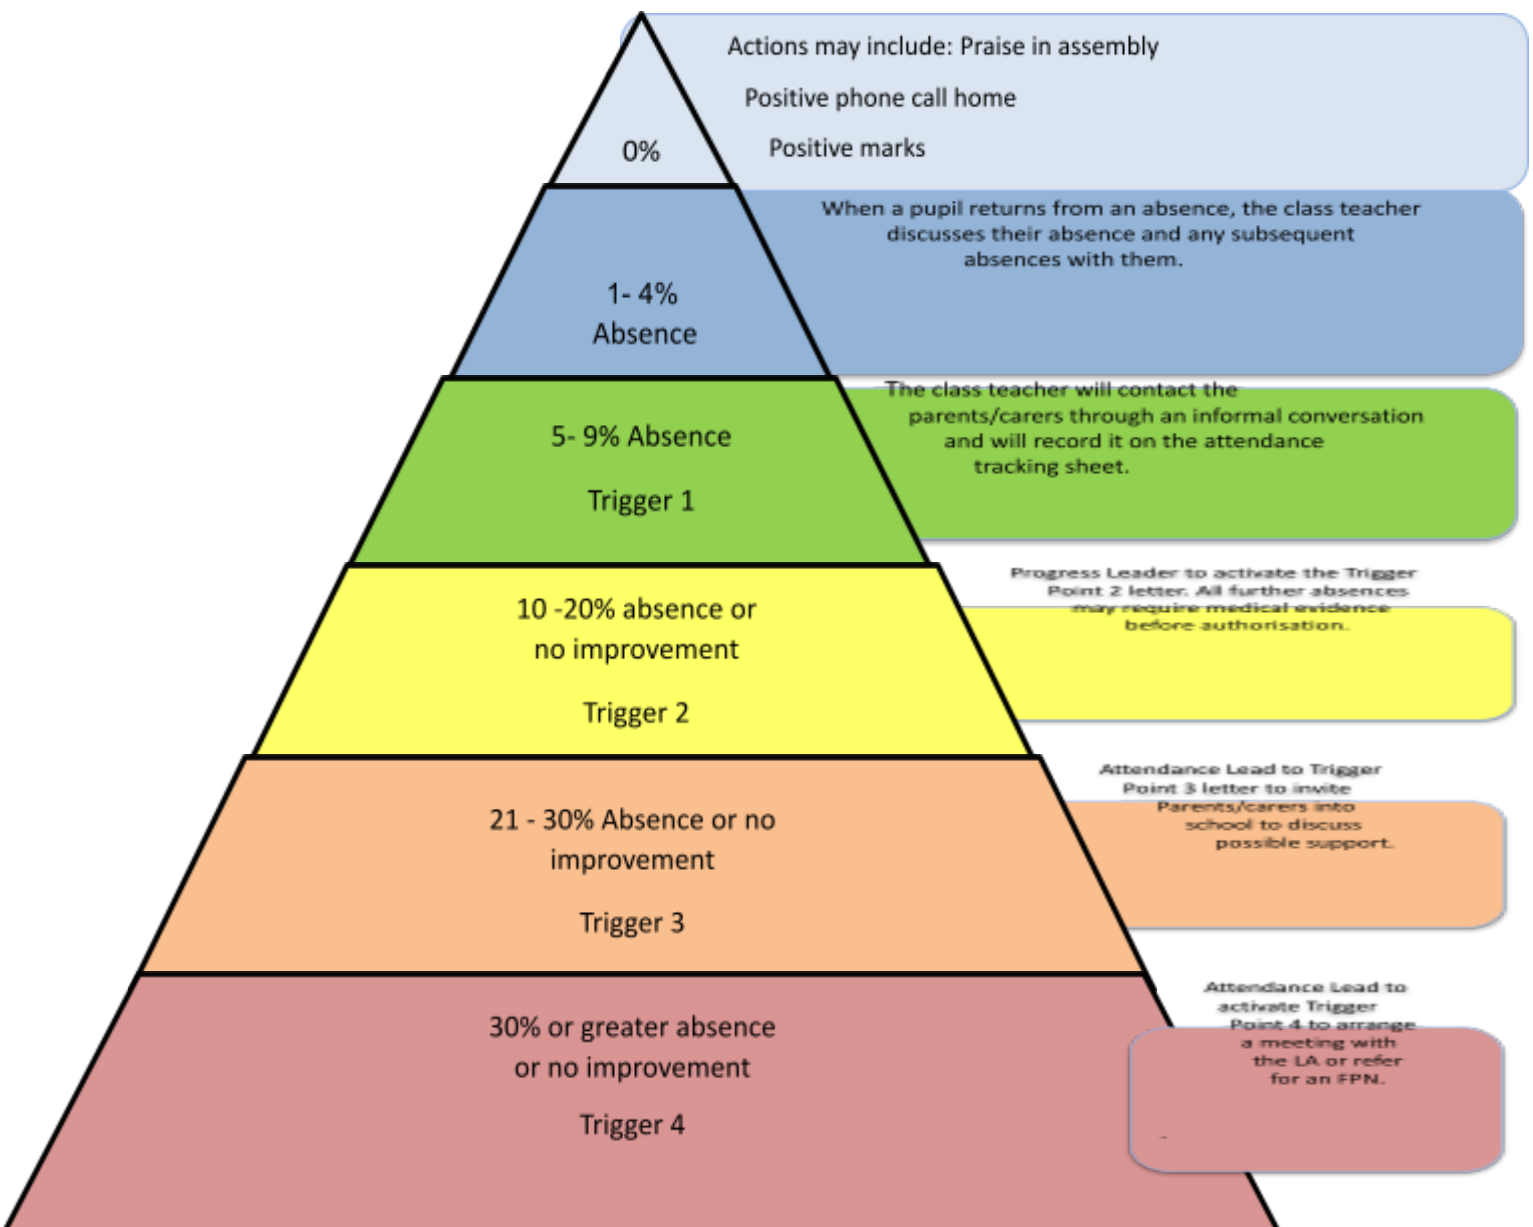 Actions may include: Praise in assembly
Positive phone call home
Positive marks
0%
When a pupil returns from an absence, the class teacher
discusses their absence and any subsequent
absences with them.
1- 4%
Absence
The class teacher will contact the
parents/carers through an informal conversation
and will record it on the attendance
tracking sheet.
5- 9% Absence
Trigger 1
Progress Leader to activate the Trigger
Point 2 letter. All further absences
may require medical evidence
before authorisation.
10 -20% absence or
no improvement
Trigger 2
Attendance Lead to Trigger
Point 3 letter to invite
Parents/carers into
school to discuss
possible support.
21 - 30% Absence or no
improvement
Trigger 3
Attendance Lead to
activate Trigger
Point 4 to arrange
a meeting with
the LA or refer
for an FPN.
-
30% or greater absence
or no improvement
Trigger 4